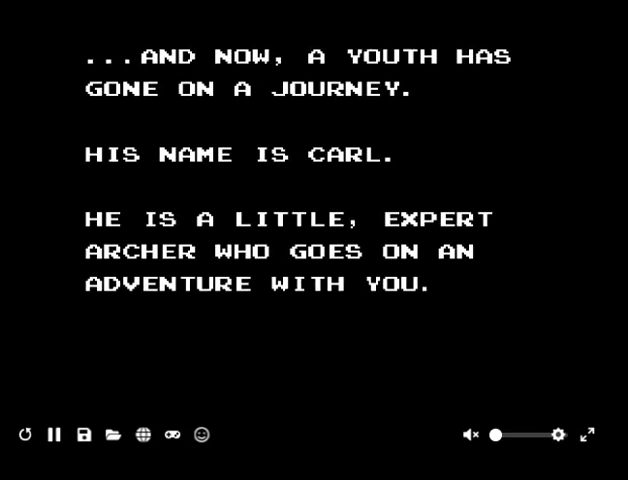 ...AND NOW, A YOUTH HAS
GONE ON A JOURNEY.
HIS NAME IS CARL.
HE IS A LITTLE, EXPERT
ARCHER WHO GOES ON AN
ADVENTURE WITH YOU.